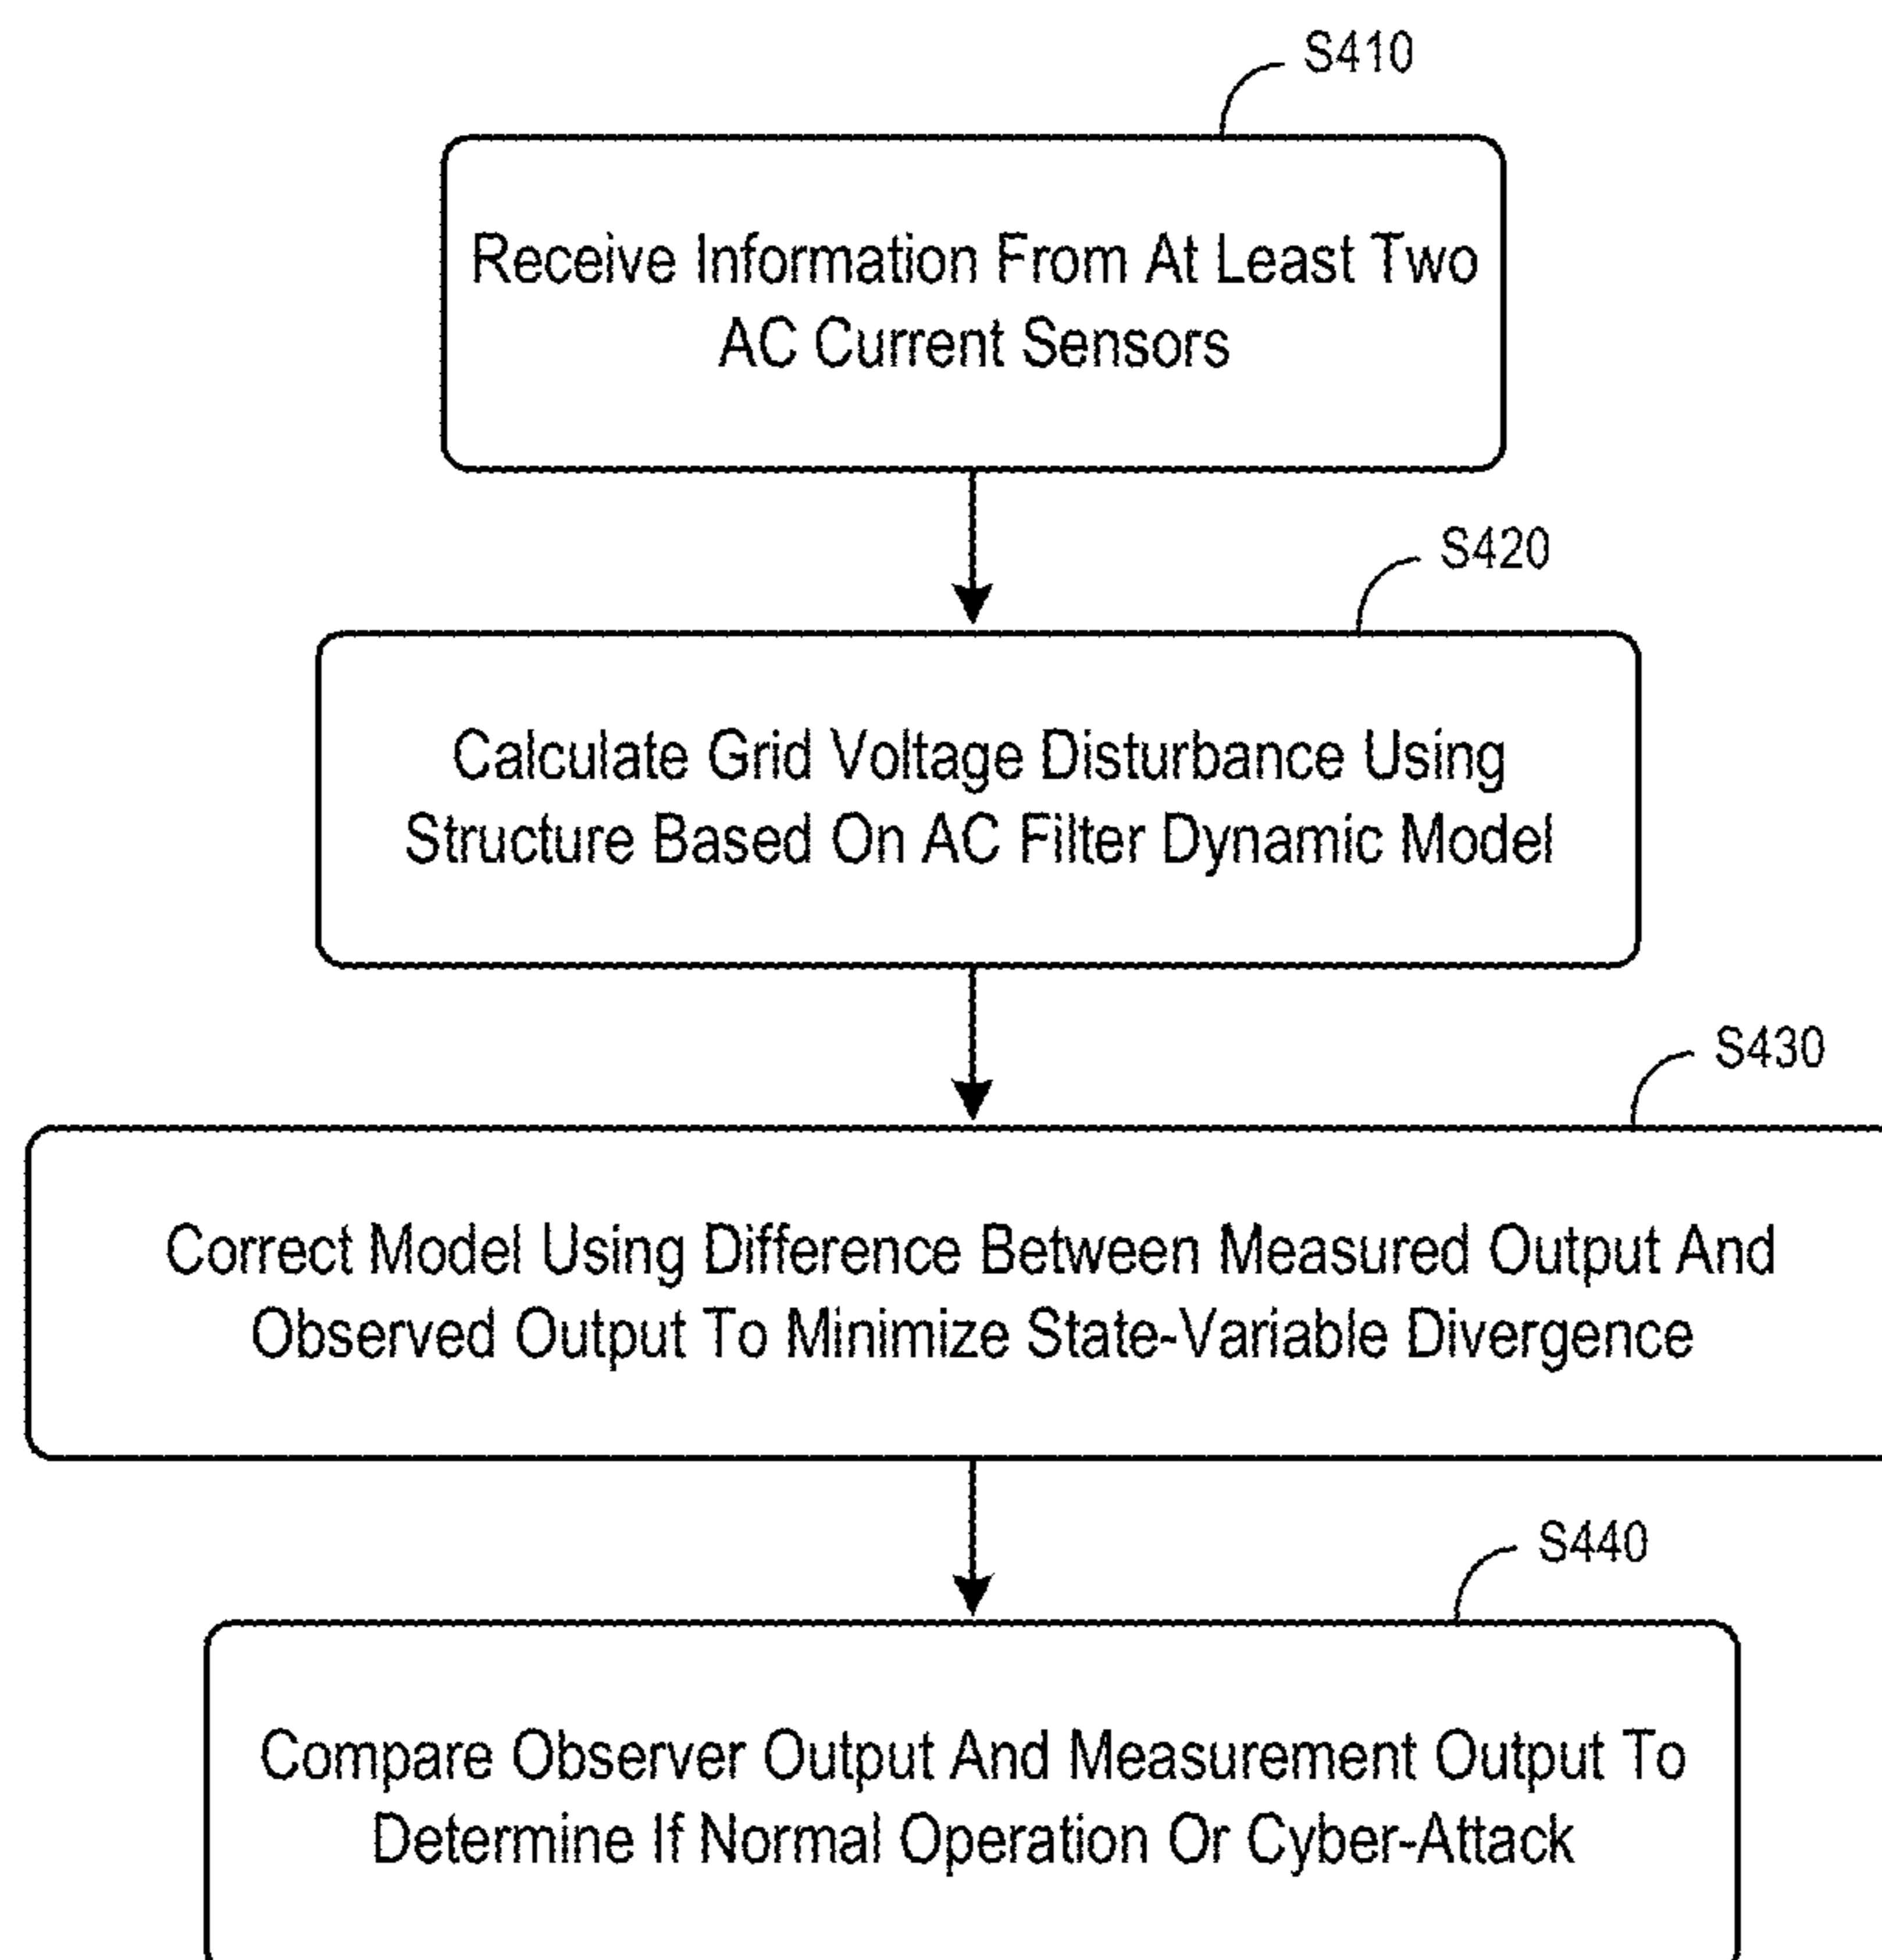 S410
Receive Information From At Least Two
AC Current Sensors
S420
Calculate Grid Voltage Disturbance Using
Structure Based On AC Filter Dynamic Model
S430
Correct Model Using Difference Between Measured Output And
Observed Output To Minimize State-Variable Divergence
S440
Compare Observer Output And Measurement Output To
Determine If Normal Operation Or Cyber-Attack